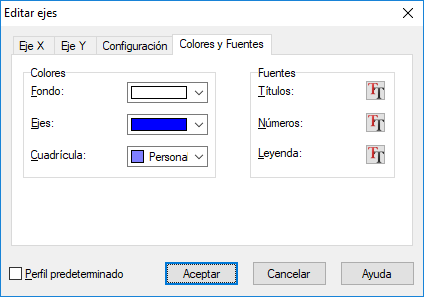 Editar ejes
Eje X Eje Y Configuración Colores y Fuentes
Colores
Fondo:
Ejes:
Cuadrícula: Persona
Fuentes
Títulos:
Números:
Leyenda:
Perfil predeterminado Aceptar Cancelar Ayuda